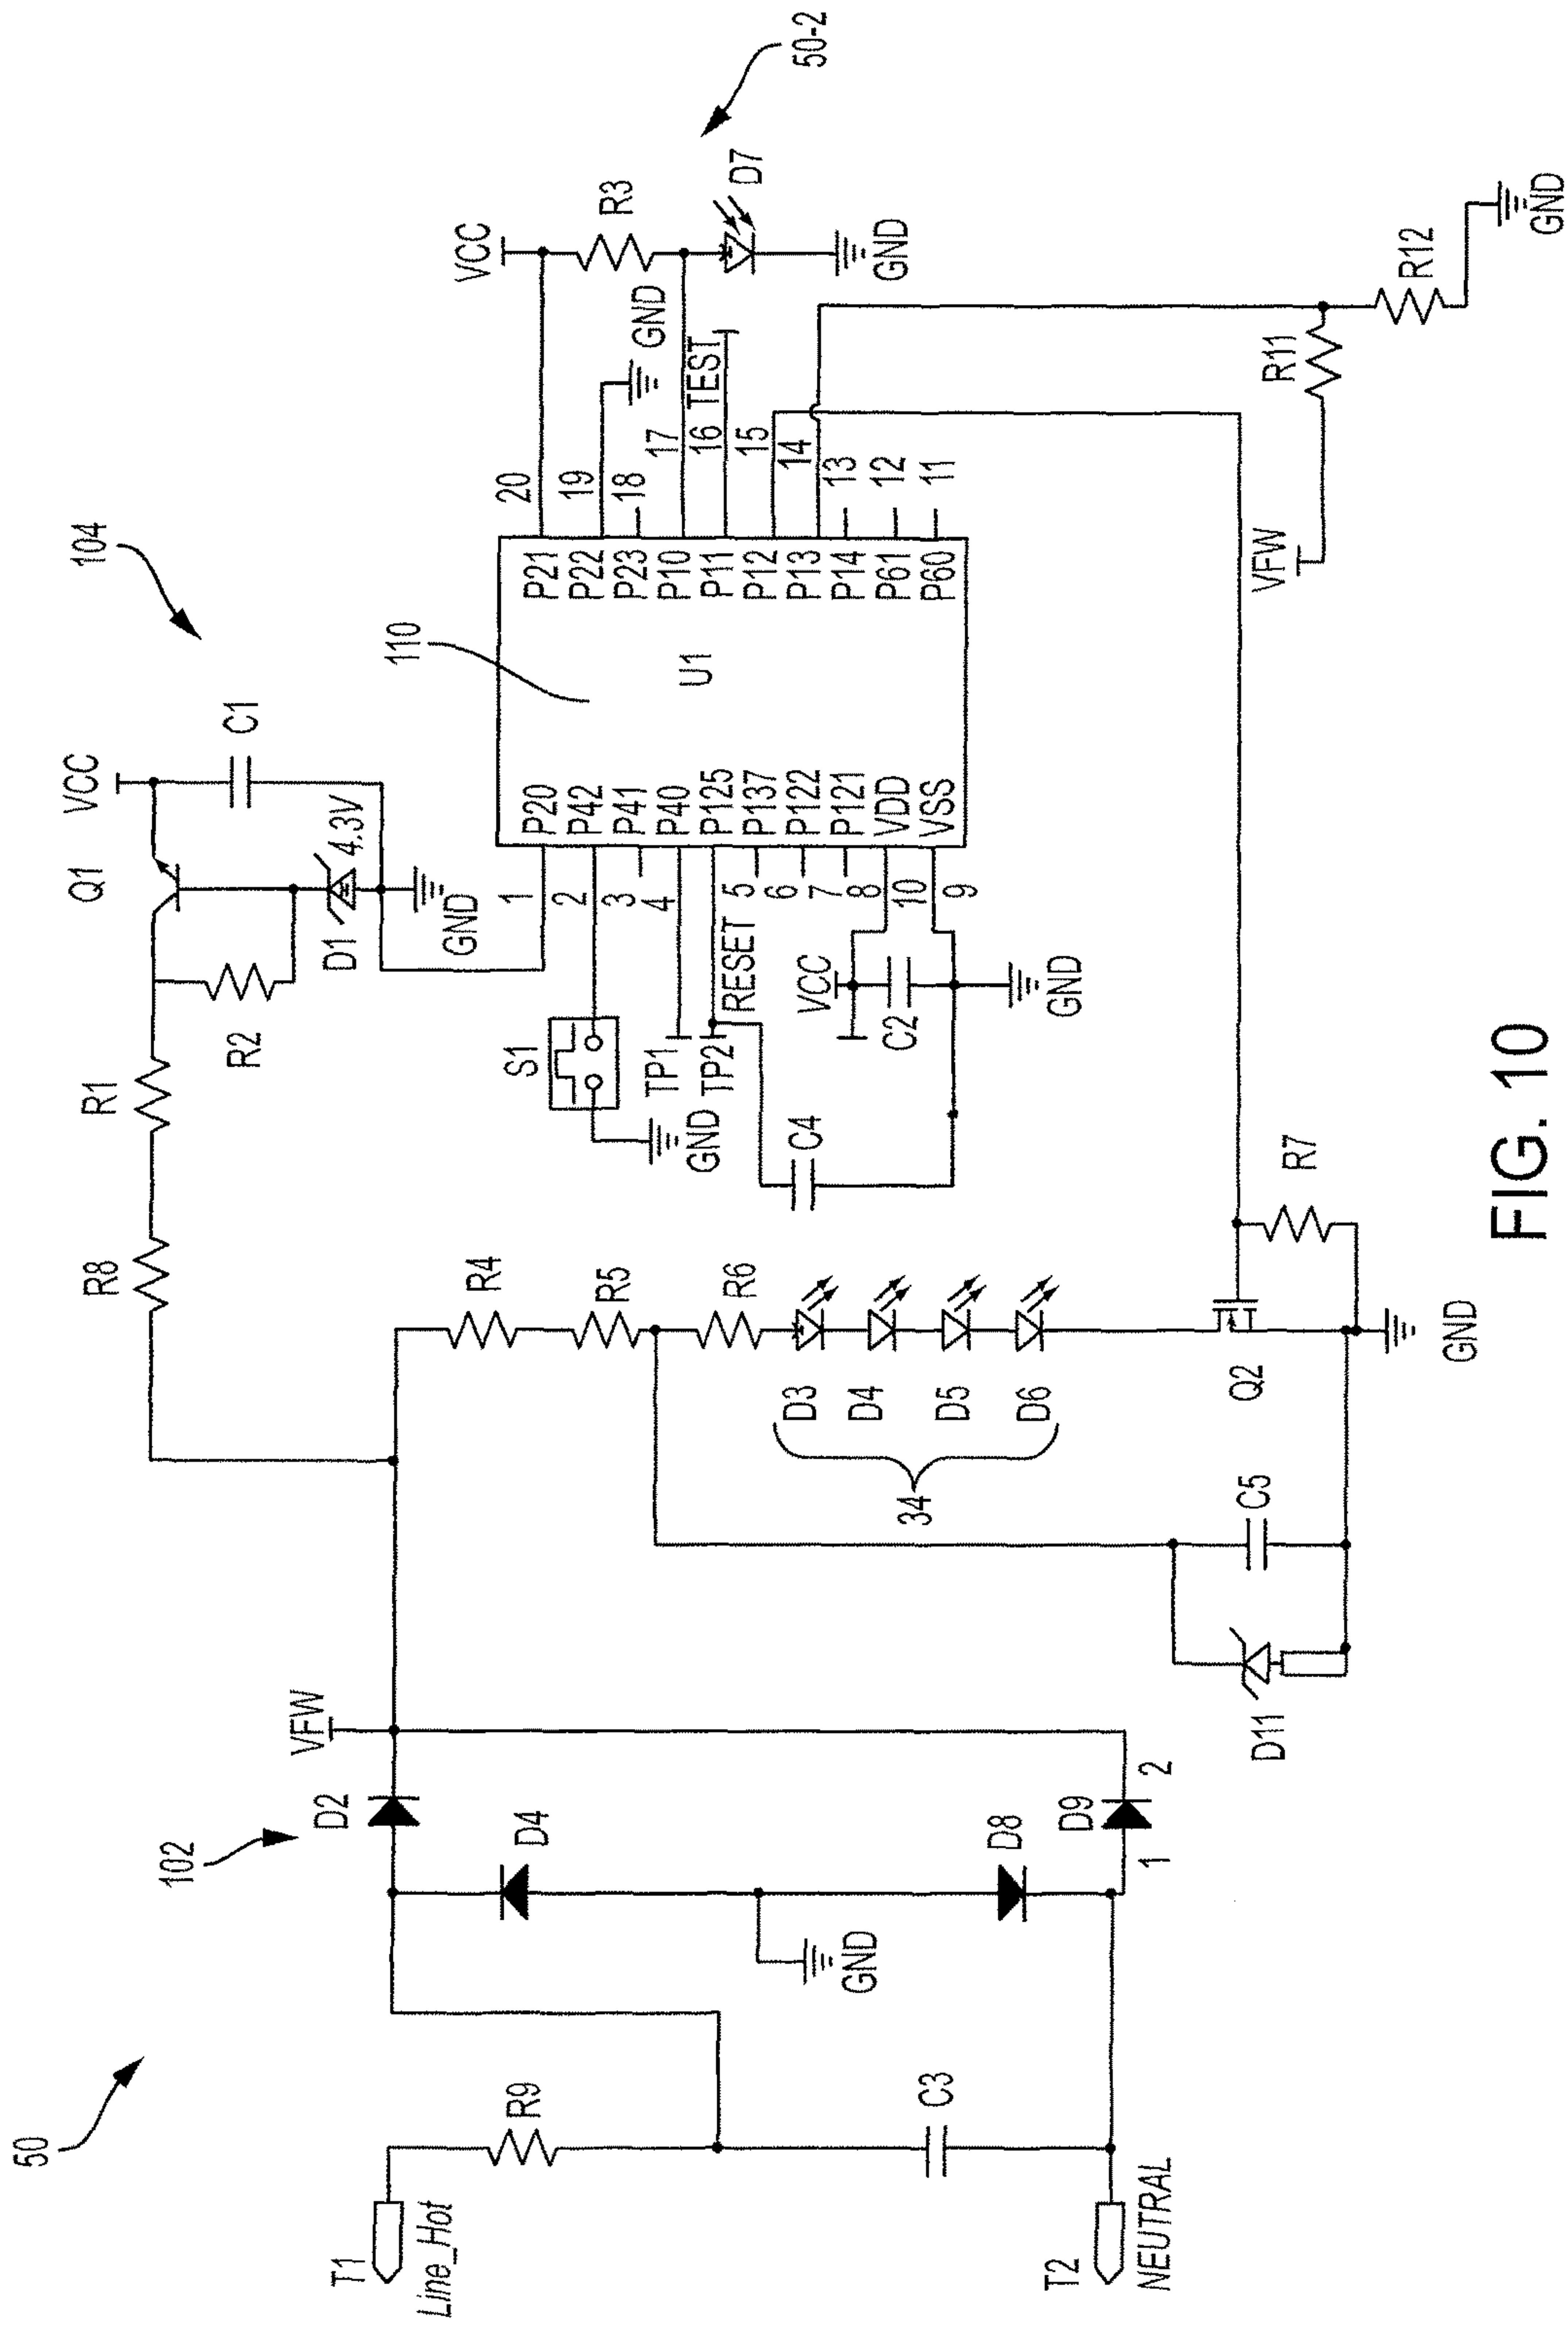 50
T1
Line_Hot
R9
C3
T2
NEUTRAL
102
D2
VFW
D4
GND
D8
D9
1
2
R8
R1
R2
Q1
VCC
C1
D1
4.3V
GND
104
R4
R5
R6
D3
D4
D5
D6
34
Q2
R7
GND
C5
D11
S1
GND
TP1
TP2
RESET
C4
VCC
C2
GND
1
2
3
4
5
6
7
8
10
9
P20
P42
P41
P40
P125
P137
P122
P121
VDD
VSS
110
U1
P21
P22
P23
P10
P11
P12
P13
P14
P61
P60
20
19
18
17
16
15
14
13
12
11
VCC
R3
GND
TEST
D7
GND
50-2
VFW
R11
R12
GND
FIG. 10